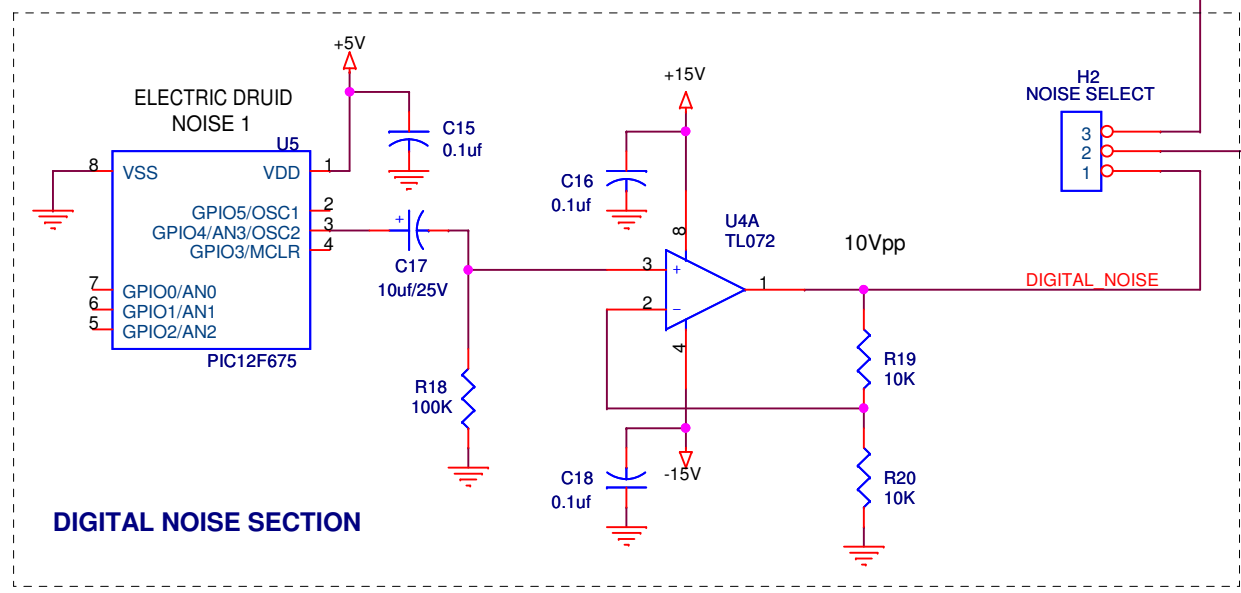 +5V
ELECTRIC DRUID
NOISE 1
U5
8
VSS
VDD
1
GPIO5/OSC1
2
GPIO4/AN3/OSC2
3
GPIO3/MCLR
4
7
GPIO0/AN0
6
GPIO1/AN1
5
GPIO2/AN2
PIC12F675
C15
0.1uf
+
C17
10uf/25V
R18
100K
+15V
C16
0.1uf
8
U4A
TL072
3
+
2
−
1
4
10Vpp
DIGITAL_NOISE
R19
10K
R20
10K
C18
0.1uf
-15V
H2
NOISE SELECT
3
2
1
DIGITAL NOISE SECTION